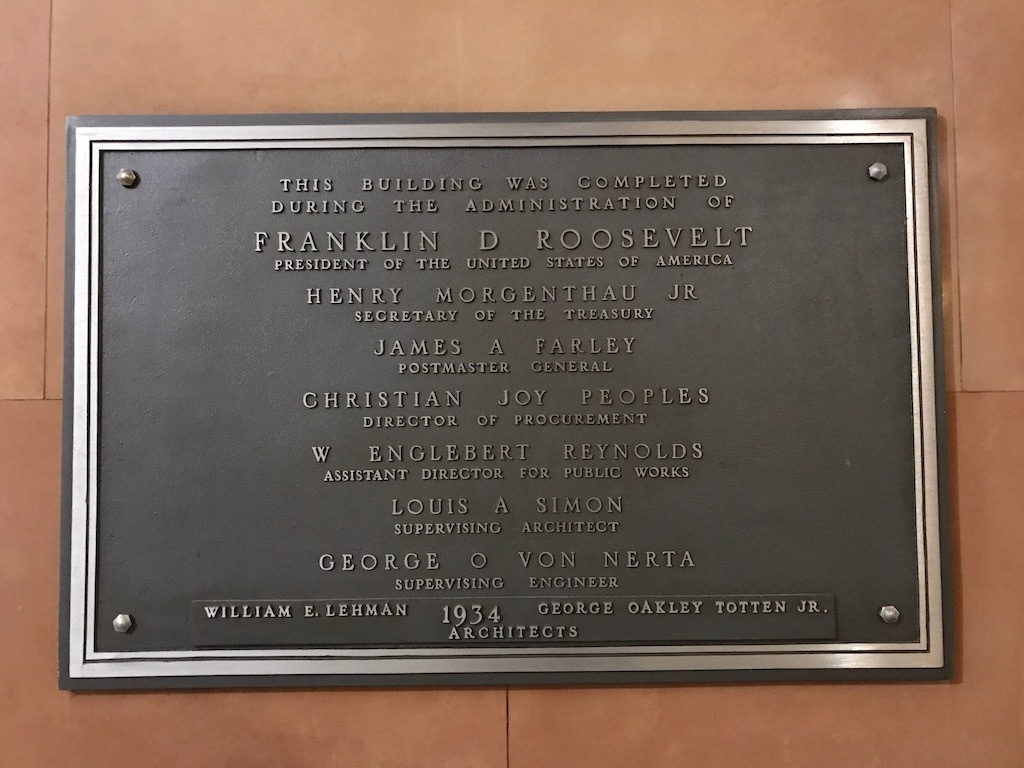 THIS BUILDING WAS COMPLETED
DURING THE ADMINISTRATION OF
FRANKLIN D ROOSEVELT
PRESIDENT OF THE UNITED STATES OF AMERICA
HENRY MORGENTHAU JR
SECRETARY OF THE TREASURY
JAMES A FARLEY
POSTMASTER GENERAL
CHRISTIAN JOY PEOPLES
DIRECTOR OF PROCUREMENT
W ENGLEBERT REYNOLDS
ASSISTANT DIRECTOR FOR PUBLIC WORKS
LOUIS A SIMON
SUPERVISING ARCHITECT
GEORGE O VON NERTA
SUPERVISING ENGINEER
WILLIAM E. LEHMAN 1934 GEORGE OAKLEY TOTTEN JR.
ARCHITECTS